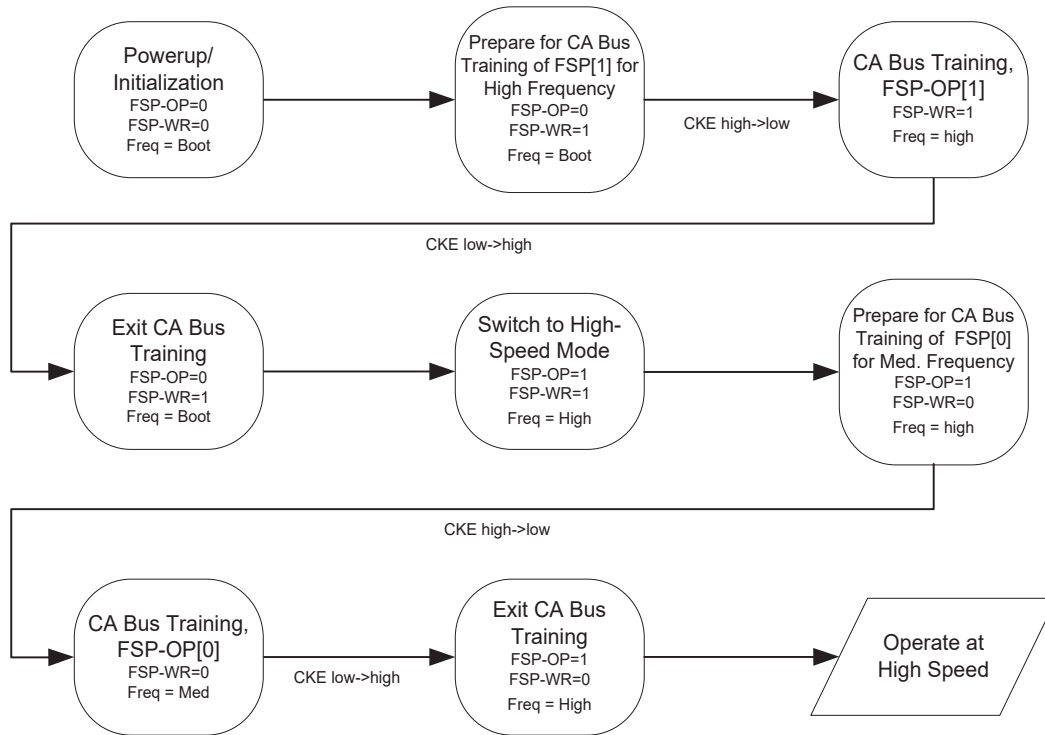 Powerup/
Initialization
FSP-OP=0
FSP-WR=0
Freq = Boot
Prepare for CA Bus
Training of FSP[1] for
High Frequency
FSP-OP=0
FSP-WR=1
Freq = Boot
CKE high->low
CA Bus Training,
FSP-OP[1]
FSP-WR=1
Freq = high
CKE low->high
Exit CA Bus
Training
FSP-OP=0
FSP-WR=1
Freq = Boot
Switch to High-
Speed Mode
FSP-OP=1
FSP-WR=1
Freq = High
Prepare for CA Bus
Training of FSP[0]
for Med. Frequency
FSP-OP=1
FSP-WR=0
Freq = high
CKE high->low
CA Bus Training,
FSP-OP[0]
FSP-WR=0
Freq = Med
CKE low->high
Exit CA Bus
Training
FSP-OP=1
FSP-WR=0
Freq = High
Operate at
High Speed